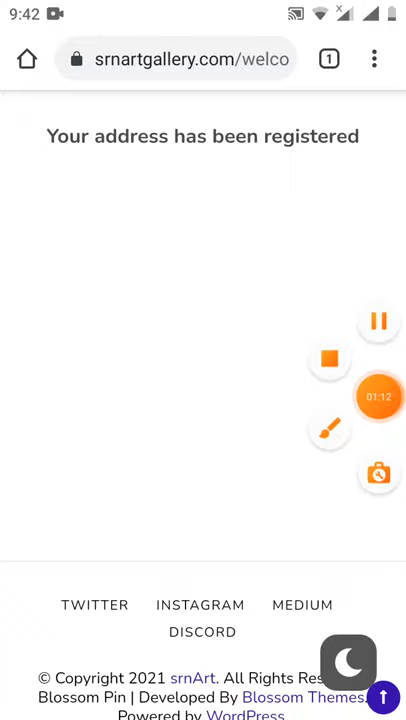 9:42
srnartgallery.com/welco
1
Your address has been registered
01:12
TWITTER INSTAGRAM MEDIUM
DISCORD
© Copyright 2021 srnArt. All Rights Res
Blossom Pin | Developed By Blossom Themes.
Powered by WordPress